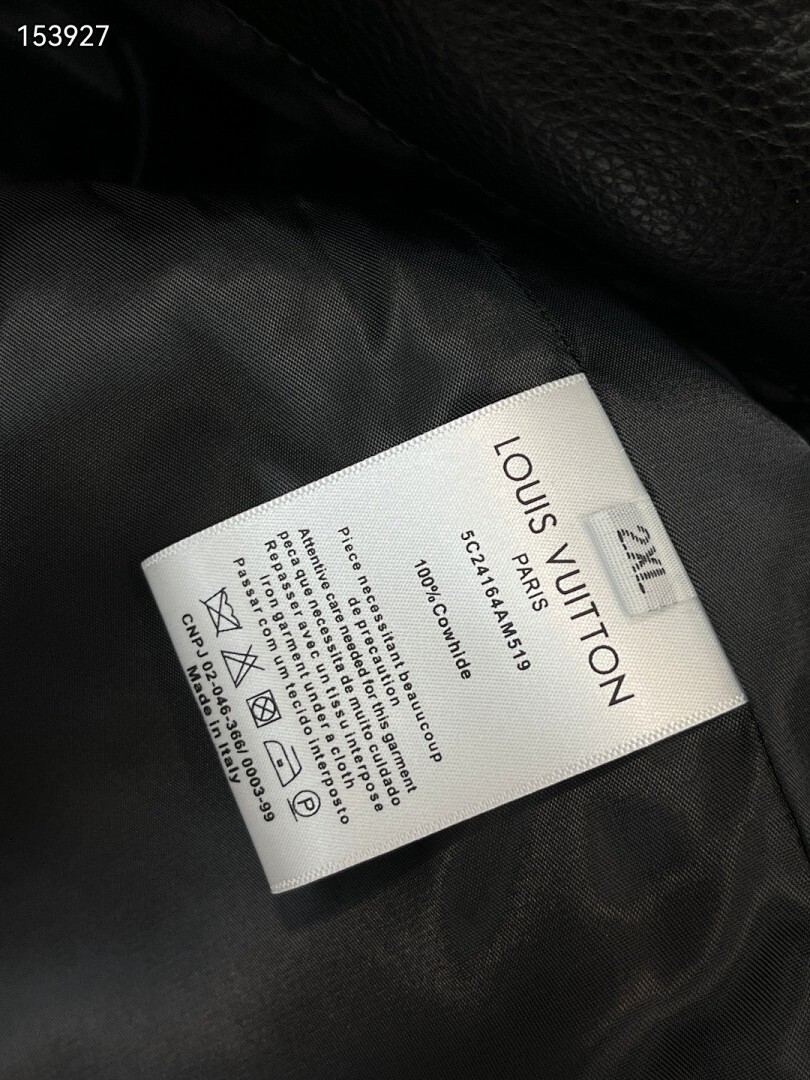 153927
2XL
LOUIS VUITTON
PARIS
5C24164AM519
100%Cowhide
Piece necessitant beauucoup
de precaution
Attentive care needed for this garment
peca que necessita de muito cuidado
Repasser avec un tissu interpose
Iron garment under a cloth
Passar com um tecido interposto
P
CNPJ 02-046-366/ 0003-99
Made in Italy